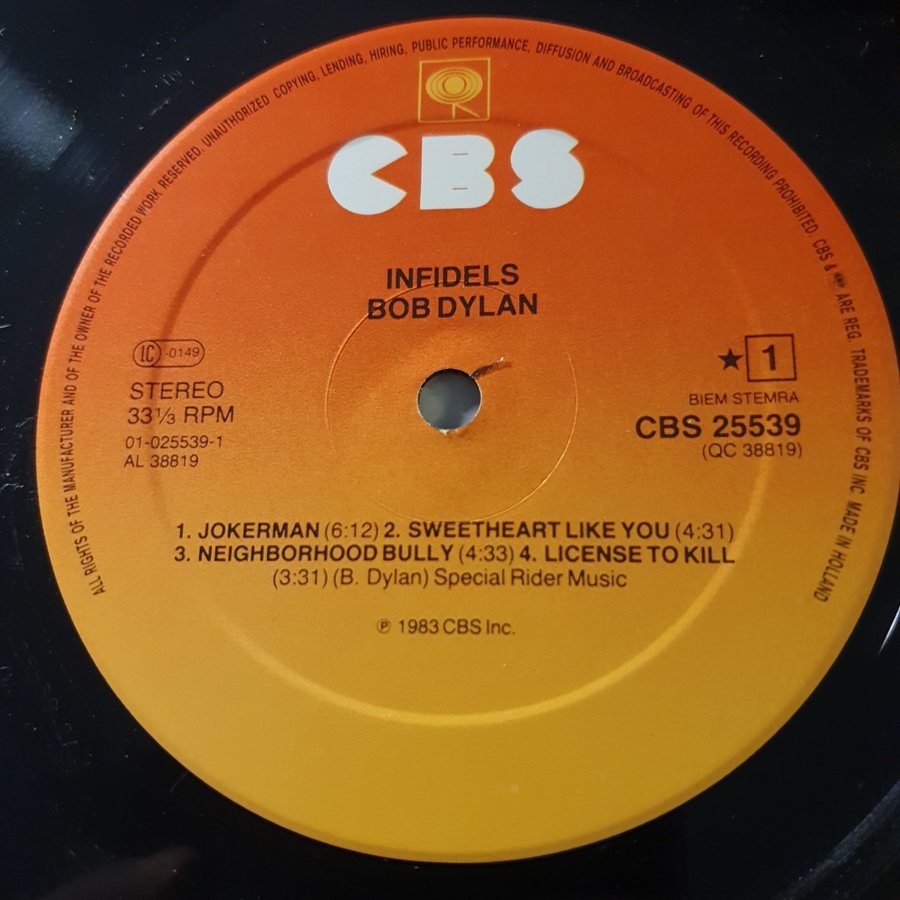 ALL RIGHTS OF THE MANUFACTURER AND OF THE OWNER OF THE RECORDED WORK RESERVED. UNAUTHORIZED COPYING, LENDING, HIRING, PUBLIC PERFORMANCE, DIFFUSION AND BROADCASTING OF THIS RECORDING PROHIBITED. CBS & ARE REG. TRADEMARKS OF CBS INC. MADE IN HOLLAND
CBS
INFIDELS
BOB DYLAN
LC -0149
STEREO
33 1/3 RPM
01-025539-1
AL 38819
★ 1
BIEM STEMRA
CBS 25539
(QC 38819)
1. JOKERMAN (6:12) 2. SWEETHEART LIKE YOU (4:31)
3. NEIGHBORHOOD BULLY (4:33) 4. LICENSE TO KILL
(3:31) (B. Dylan) Special Rider Music
℗ 1983 CBS Inc.